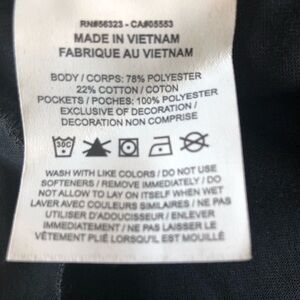 RN#56323 - CA#05553
MADE IN VIETNAM
FABRIQUE AU VIETNAM
BODY / CORPS: 78% POLYESTER
22% COTTON / COTON
POCKETS / POCHES: 100% POLYESTER
EXCLUSIVE OF DECORATION /
DECORATION NON COMPRISE
30C
WASH WITH LIKE COLORS / DO NOT USE
SOFTENERS / REMOVE IMMEDIATELY / DO
NOT ALLOW TO LAY ON ITSELF WHEN WET
LAVER AVEC COULEURS SIMILAIRES / NE PAS
UTILISER D'ADOUCISSEUR / ENLEVER
IMMEDIATEMENT / NE PAS LAISSER LE
VÊTEMENT PLIÉ LORSQU'IL EST MOUILLÉ